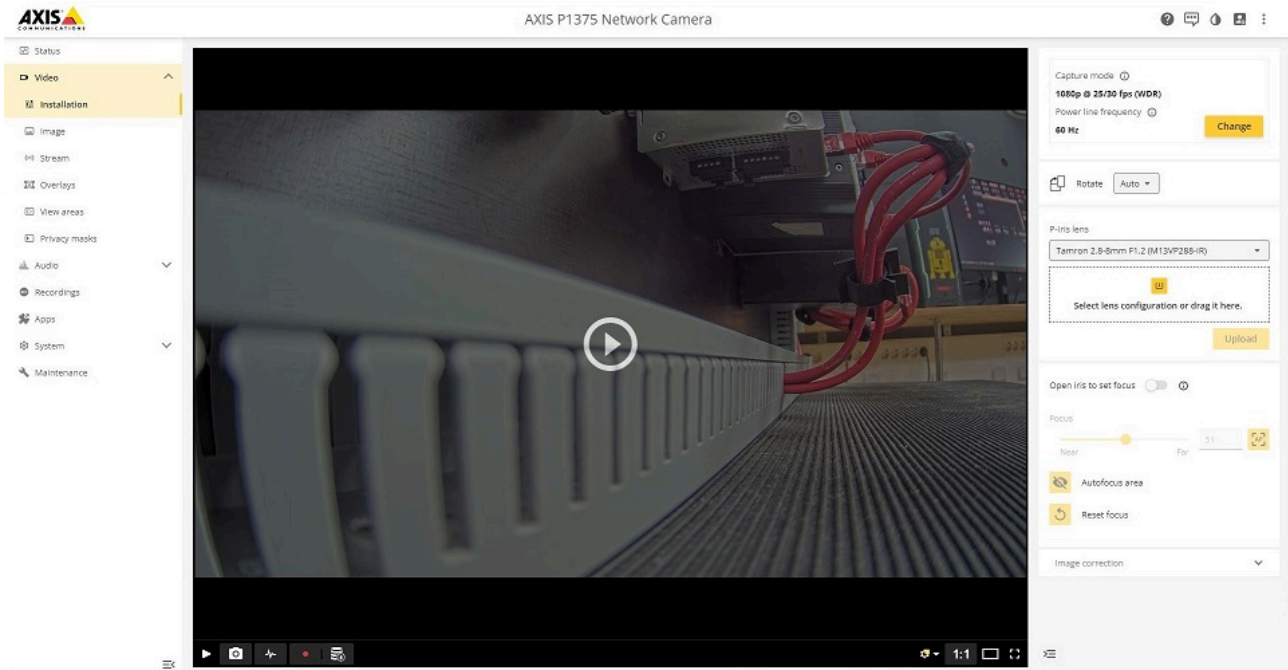 AXIS
COMMUNICATIONS
AXIS P1375 Network Camera
Status
Video
Installation
Image
Stream
Overlays
View areas
Privacy masks
Audio
Recordings
Apps
System
Maintenance
1:1
Capture mode
1080p @ 25/30 fps (WDR)
Power line frequency
60 Hz
Change
Rotate
Auto
P-Iris lens
Tamron 2.8-8mm F1.2 (M13VP288-IR)
Select lens configuration or drag it here.
Upload
Open iris to set focus
Focus
Near
Far
AF
Autofocus area
Reset focus
Image correction